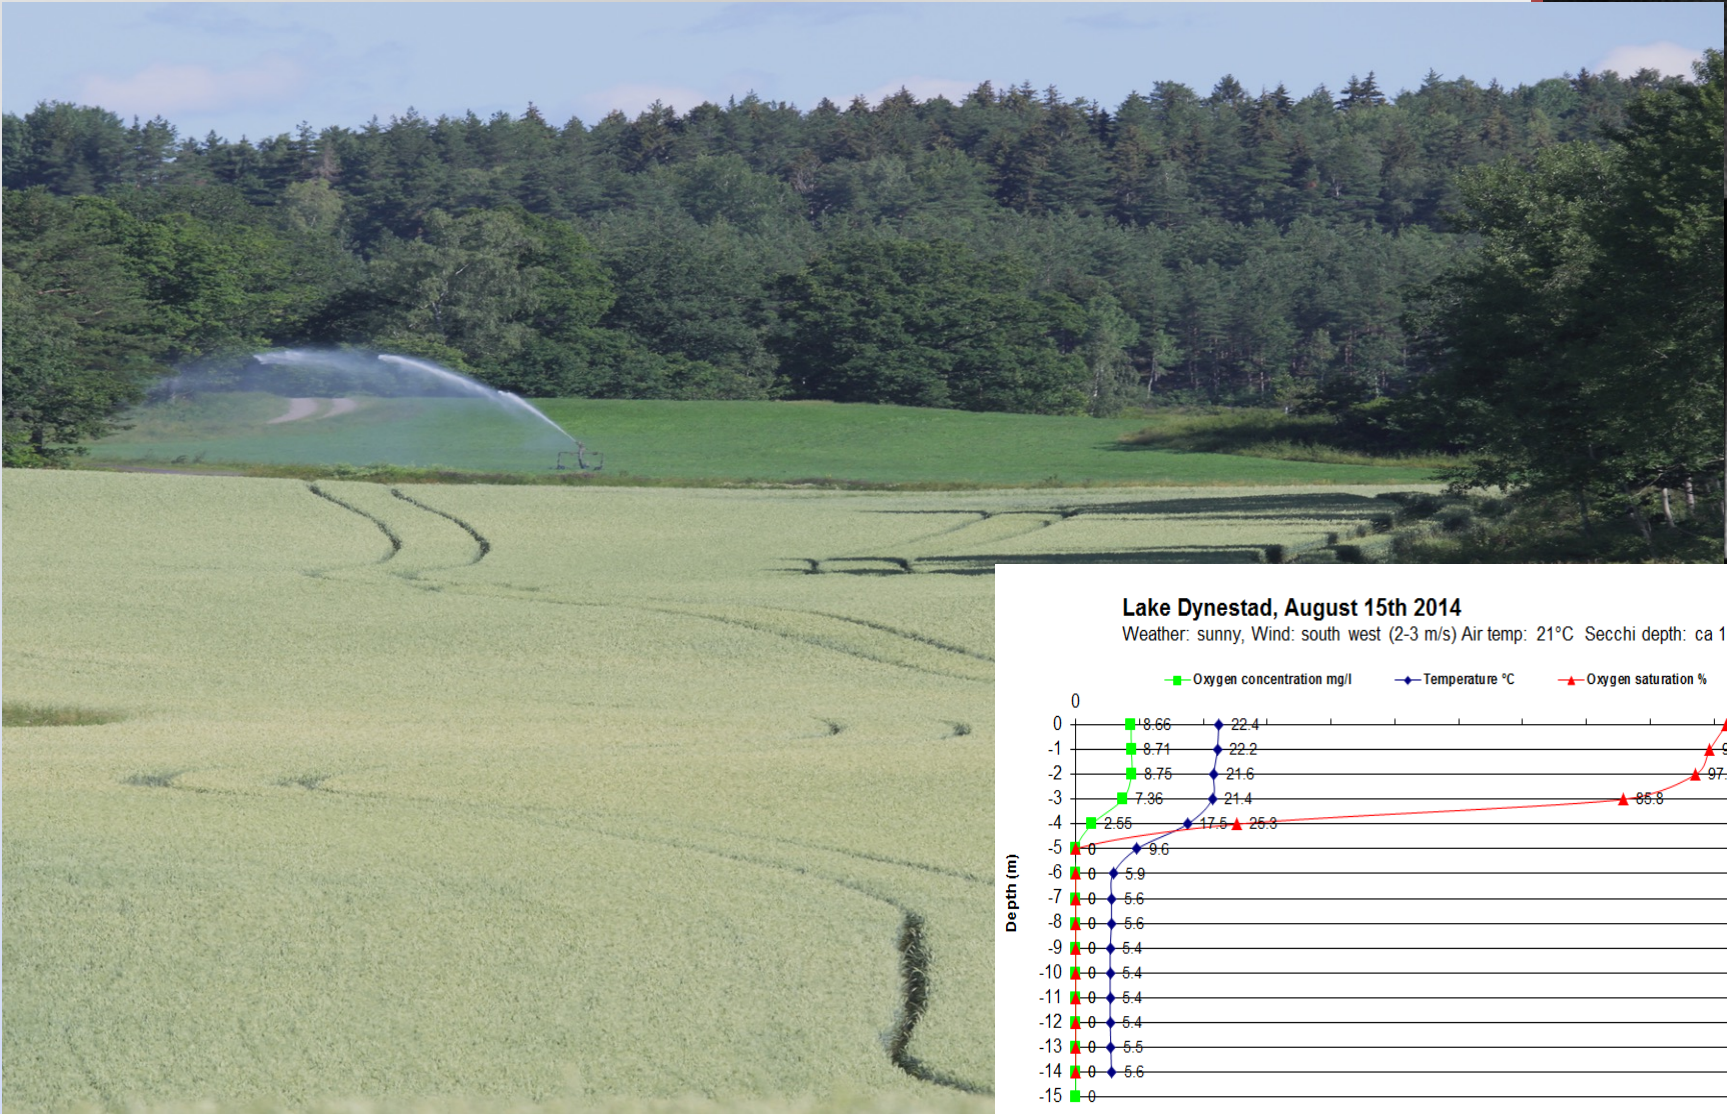 Lake Dynestad, August 15th 2014
Weather: sunny, Wind: south west (2-3 m/s) Air temp: 21°C Secchi depth: ca 1
Oxygen concentration mg/l Temperature °C Oxygen saturation %
0
0 8.66 22.4
-1 8.71 22.2 9
-2 8.75 21.6 97.
-3 7.36 21.4 85.8
-4 2.55 17.5 25.3
-5 0 9.6
-6 0 5.9
-7 0 5.6
-8 0 5.6
-9 0 5.4
-10 0 5.4
-11 0 5.4
-12 0 5.4
-13 0 5.5
-14 0 5.6
-15 0
Depth (m)